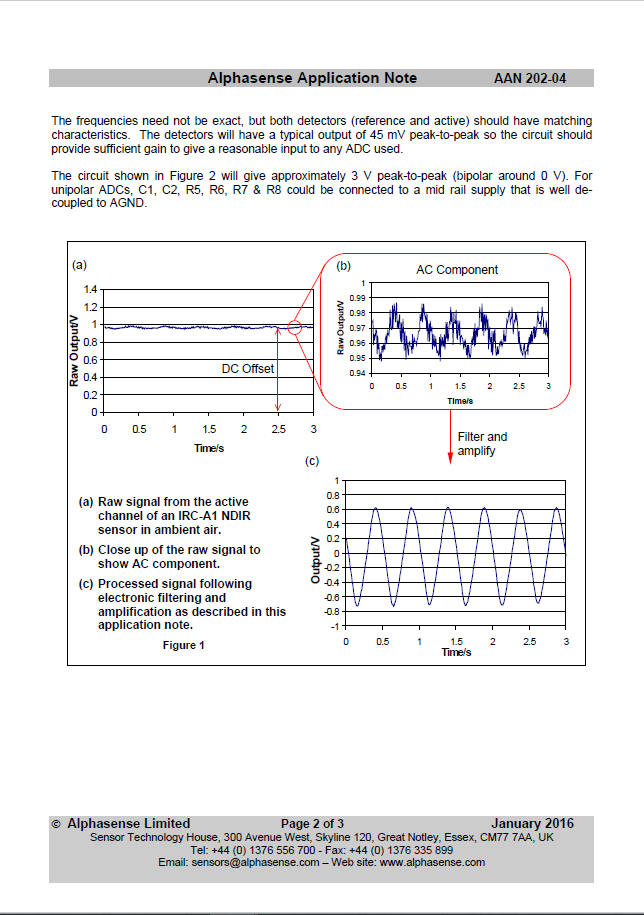 Alphasense Application Note AAN 202-04
The frequencies need not be exact, but both detectors (reference and active) should have matching
characteristics. The detectors will have a typical output of 45 mV peak-to-peak so the circuit should
provide sufficient gain to give a reasonable input to any ADC used.
The circuit shown in Figure 2 will give approximately 3 V peak-to-peak (bipolar around 0 V). For
unipolar ADCs, C1, C2, R5, R6, R7 & R8 could be connected to a mid rail supply that is well de-
coupled to AGND.
(a)
Raw Output/V
1.4
1.2
1
0.8
0.6
0.4
0.2
0
DC Offset
0 0.5 1 1.5 2 2.5 3
Time/s
(b)
AC Component
Raw Output/V
1
0.99
0.98
0.97
0.96
0.95
0.94
0 0.5 1 1.5 2 2.5 3
Time/s
Filter and
amplify
(c)
Output/V
1
0.8
0.6
0.4
0.2
0
-0.2
-0.4
-0.6
-0.8
-1
0 0.5 1 1.5 2 2.5 3
Time/s
(a) Raw signal from the active
channel of an IRC-A1 NDIR
sensor in ambient air.
(b) Close up of the raw signal to
show AC component.
(c) Processed signal following
electronic filtering and
amplification as described in this
application note.
Figure 1
© Alphasense Limited Page 2 of 3 January 2016
Sensor Technology House, 300 Avenue West, Skyline 120, Great Notley, Essex, CM77 7AA, UK
Tel: +44 (0) 1376 556 700 - Fax: +44 (0) 1376 335 899
Email: sensors@alphasense.com – Web site: www.alphasense.com